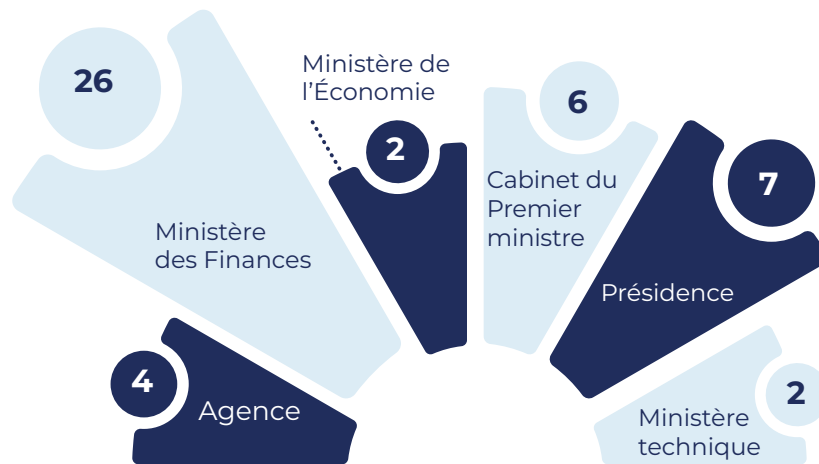 26
Ministère
des Finances
Ministère de
l’Économie
2
6
Cabinet du
Premier
ministre
7
Présidence
4
Agence
2
Ministère
technique